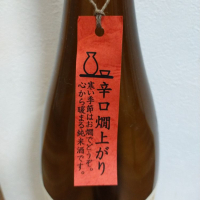 辛口 燗上がり
寒い季節はお燗でどうぞ。
心から緩まる純米酒です。